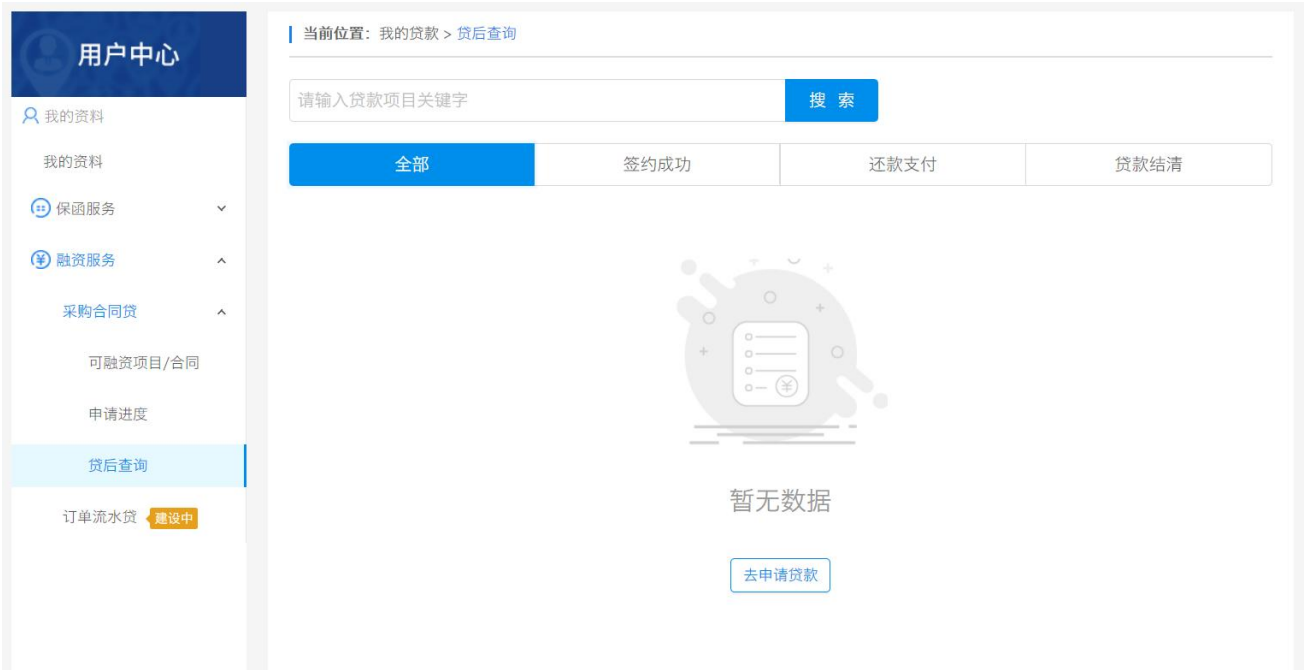 用户中心
我的资料
我的资料
保函服务
融资服务
采购合同贷
可融资项目/合同
申请进度
贷后查询
订单流水贷 建设中
当前位置：我的贷款 > 贷后查询
请输入贷款项目关键字 搜 索
全部 签约成功 还款支付 贷款结清
暂无数据
去申请贷款